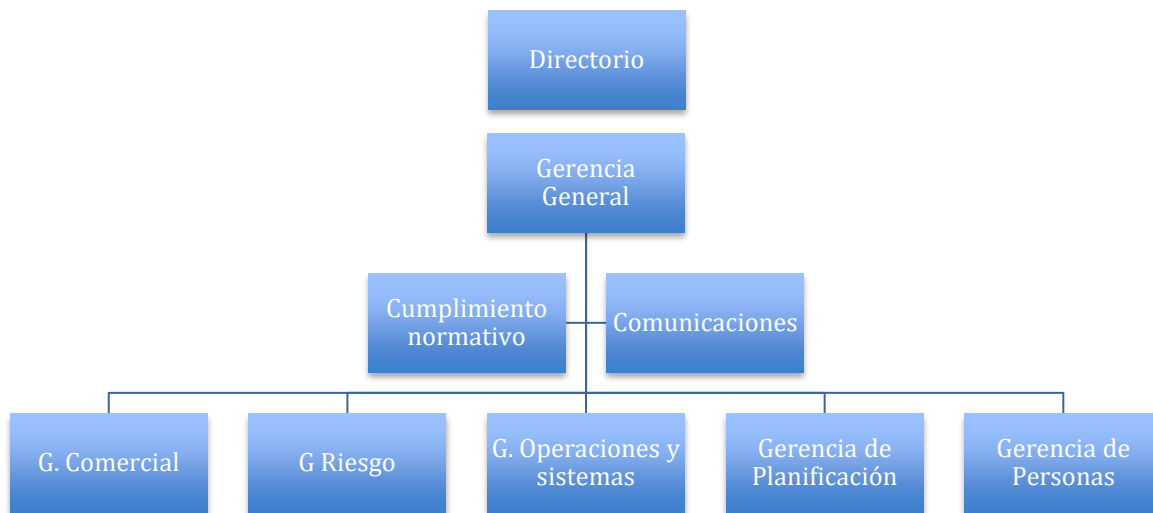 Directorio
Gerencia
General
Cumplimiento
normativo
Comunicaciones
G. Comercial
G Riesgo
G. Operaciones y
sistemas
Gerencia de
Planificación
Gerencia de
Personas